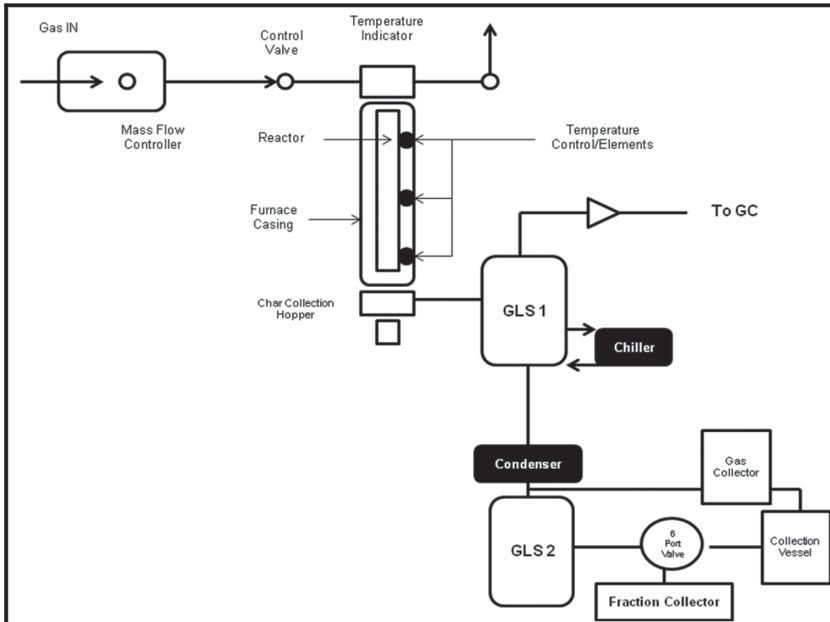 Gas IN
Mass Flow
Controller
Control
Valve
Temperature
Indicator
Reactor
Temperature
Control/Elements
Furnace
Casing
To GC
Char Collection
Hopper
GLS 1
Chiller
Condenser
Gas
Collector
GLS 2
6
Port
Valve
Collection
Vessel
Fraction Collector